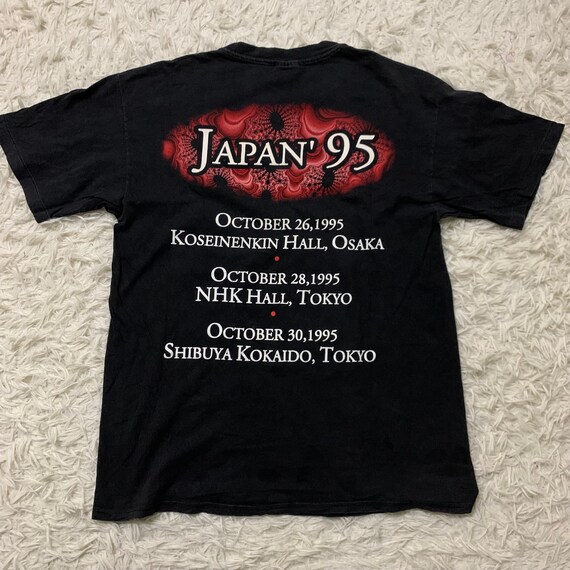 JAPAN' 95
OCTOBER 26,1995
KOSEINENKIN HALL, OSAKA
OCTOBER 28,1995
NHK HALL, TOKYO
OCTOBER 30,1995
SHIBUYA KOKAIDO, TOKYO